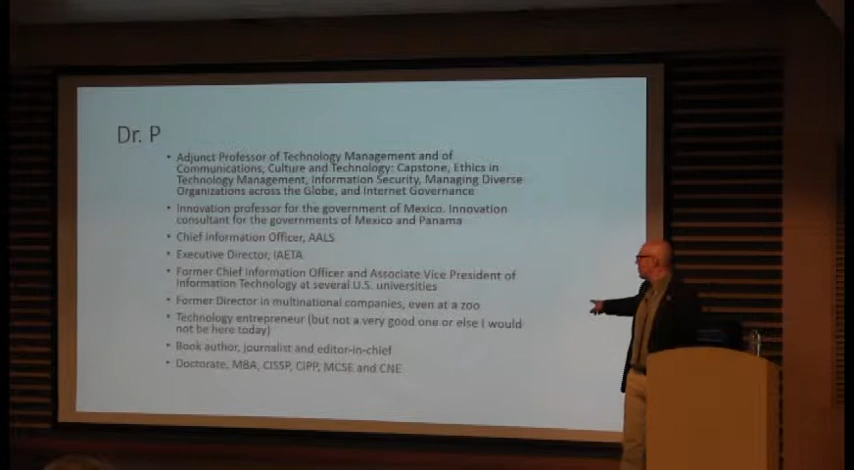 Dr. P
• Adjunct Professor of Technology Management and of
Communications, Culture and Technology: Capstone, Ethics in
Technology Management, Information Security, Managing Diverse
Organizations across the Globe, and Internet Governance
• Innovation professor for the government of Mexico. Innovation
consultant for the governments of Mexico and Panama
• Chief Information Officer, AALS
• Executive Director, IAETA
• Former Chief Information Officer and Associate Vice President of
Information Technology at several U.S. universities
• Former Director in multinational companies, even at a zoo
• Technology entrepreneur (but not a very good one or else I would
not be here today)
• Book author, journalist and editor-in-chief
• Doctorate, MBA, CISSP, CIPP, MCSE and CNE